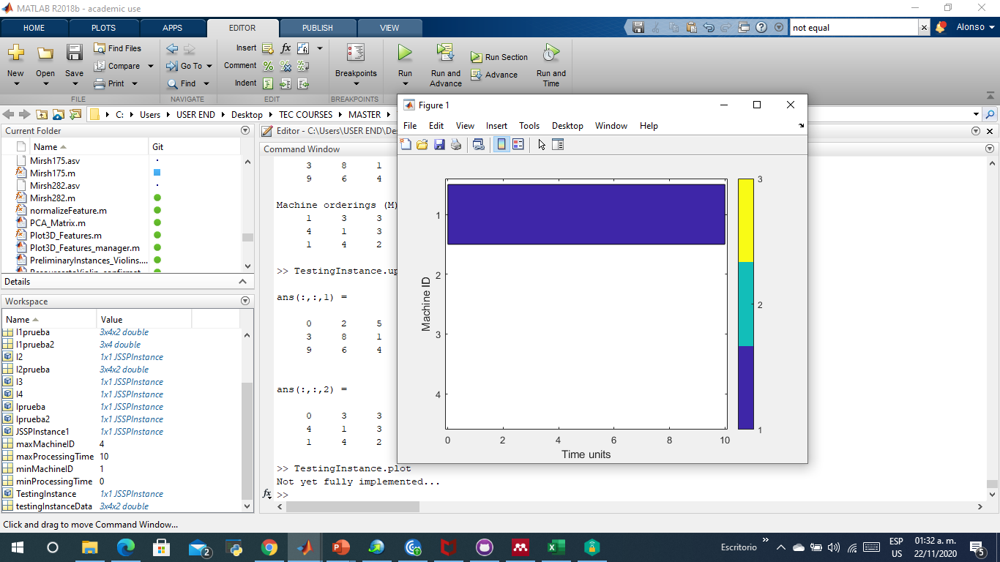 MATLAB R2018b - academic use
HOME PLOTS APPS EDITOR PUBLISH VIEW
not equal
Alonso
New Open Save
Find Files
Compare
Print
Go To
Find
Insert fx
Comment
Indent
Breakpoints
Run
Run and Advance
Run Section
Advance
Run and Time
FILE NAVIGATE EDIT BREAKPOINTS
C: Users USER END Desktop TEC COURSES MASTER
Current Folder
Name Git
Mirsh175.asv
Mirsh175.m
Mirsh282.asv
Mirsh282.m
normalizeFeature.m
PCA_Matrix.m
Plot3D_Features.m
Plot3D_Features_manager.m
PreliminaryInstances_Violins....
Details
Workspace
Name Value
I1prueba 3x4x2 double
I1prueba2 3x4 double
I2 1x1 JSSPInstance
I2prueba 3x4x2 double
I3 1x1 JSSPInstance
I4 1x1 JSSPInstance
Iprueba 1x1 JSSPInstance
Iprueba2 1x1 JSSPInstance
JSSPInstance1 1x1 JSSPInstance
maxMachineID 4
maxProcessingTime 10
minMachineID 1
minProcessingTime 0
TestingInstance 1x1 JSSPInstance
testingInstanceData 3x4x2 double
Click and drag to move Command Window...
Editor - C:\Users\USER END\Des
Command Window
3 8 1
9 6 4
Machine orderings (M)
1 3 3
4 1 3
1 4 2
>> TestingInstance.up
ans(:,:,1) =
0 2 5
3 8 1
9 6 4
ans(:,:,2) =
0 3 3
4 1 3
1 4 2
>> TestingInstance.plot
Not yet fully implemented...
fx >>
Figure 1
File Edit View Insert Tools Desktop Window Help
1
2
3
4
Machine ID
0 2 4 6 8 10
Time units
3
2
1
2
Escritorio
ESP
US
01:32 a. m.
22/11/2020
5